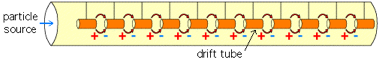 particle
source
+ - + - + - + - + - + - + - + - + -
drift tube